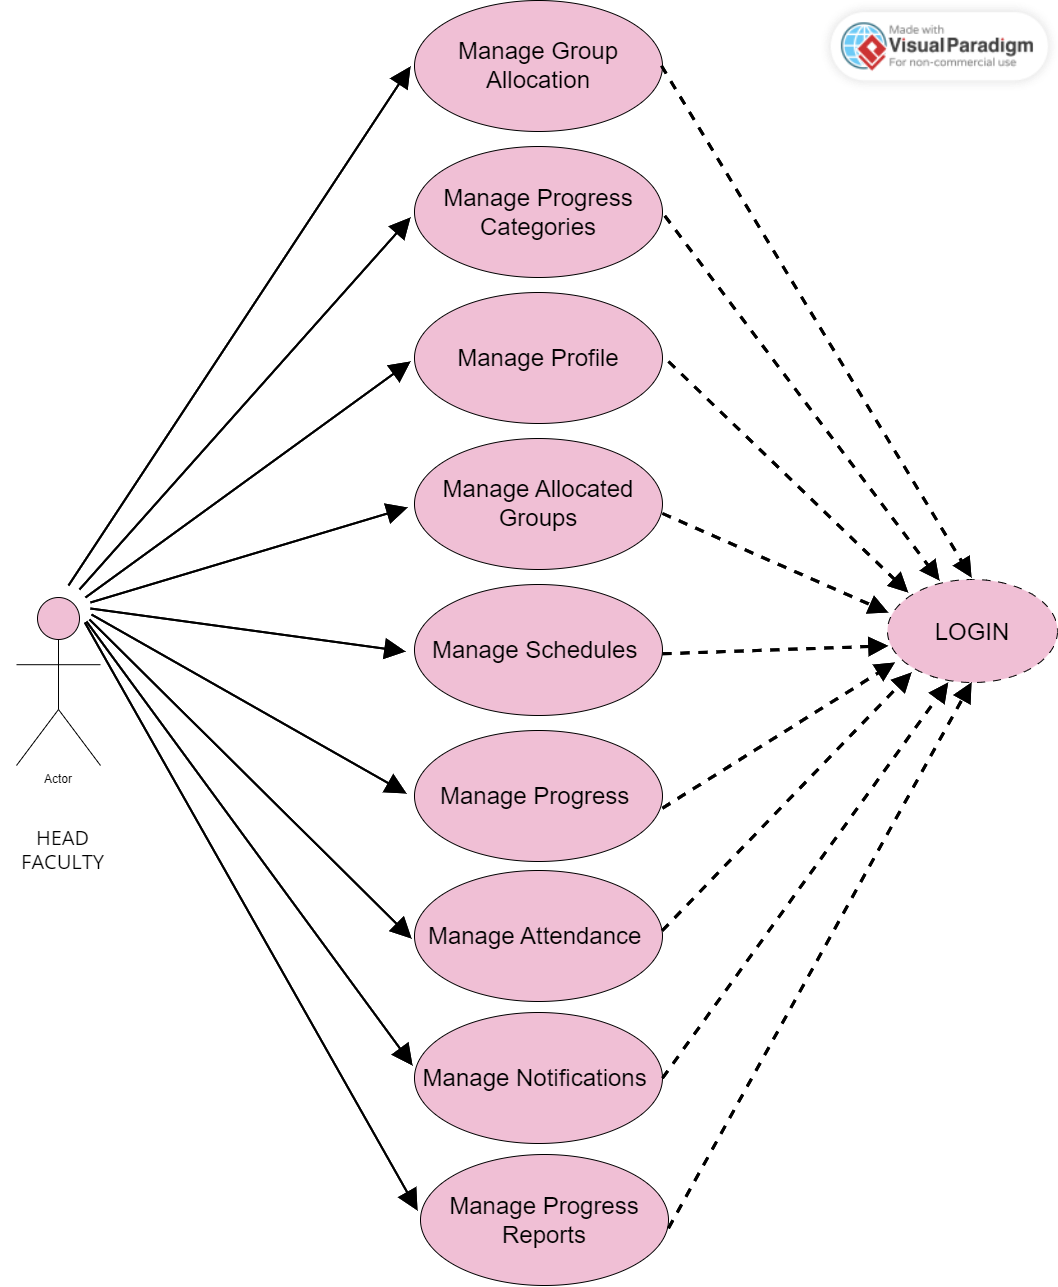 Manage Group
Allocation
Made with
Visual Paradigm
For non-commercial use
Manage Progress
Categories
Manage Profile
Manage Allocated
Groups
LOGIN
Manage Schedules
Actor
HEAD
FACULTY
Manage Progress
Manage Attendance
Manage Notifications
Manage Progress
Reports